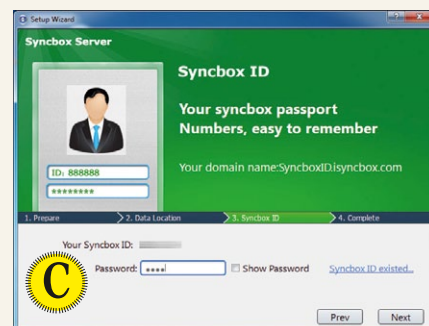 Setup Wizard
Syncbox Server
Syncbox ID
Your syncbox passport
Numbers, easy to remember
Your domain name:SyncboxID.isyncbox.com
ID: 888888
********
1. Prepare
2. Data Location
3. Syncbox ID
4. Complete
Your Syncbox ID:
Password: ****
Show Password
Syncbox ID existed...
C
Prev
Next